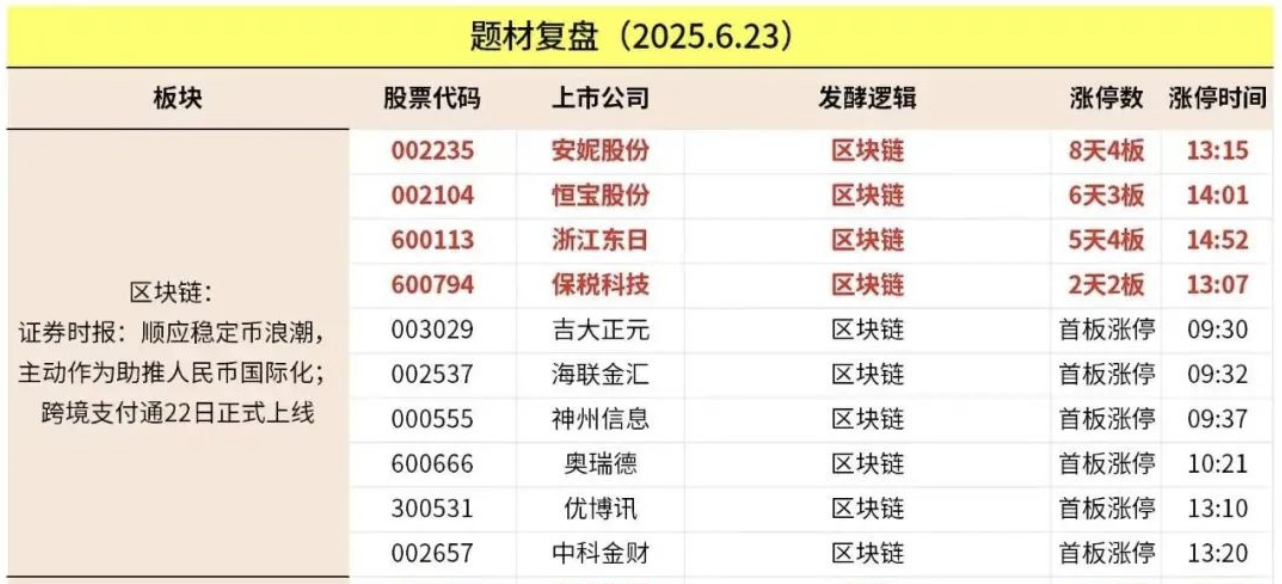 题材复盘（2025.6.23）
板块 股票代码 上市公司 发酵逻辑 涨停数 涨停时间
区块链：
证券时报：顺应稳定币浪潮，
主动作为助推人民币国际化；
跨境支付通22日正式上线
002235 安妮股份 区块链 8天4板 13:15
002104 恒宝股份 区块链 6天3板 14:01
600113 浙江东日 区块链 5天4板 14:52
600794 保税科技 区块链 2天2板 13:07
003029 吉大正元 区块链 首板涨停 09:30
002537 海联金汇 区块链 首板涨停 09:32
000555 神州信息 区块链 首板涨停 09:37
600666 奥瑞德 区块链 首板涨停 10:21
300531 优博讯 区块链 首板涨停 13:10
002657 中科金财 区块链 首板涨停 13:20